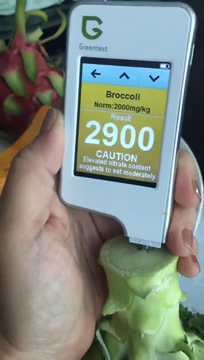 Greentest
Broccoli
Norm:2000mg/kg
Result
2900
CAUTION
Elevated nitrate content
suggests to eat moderately